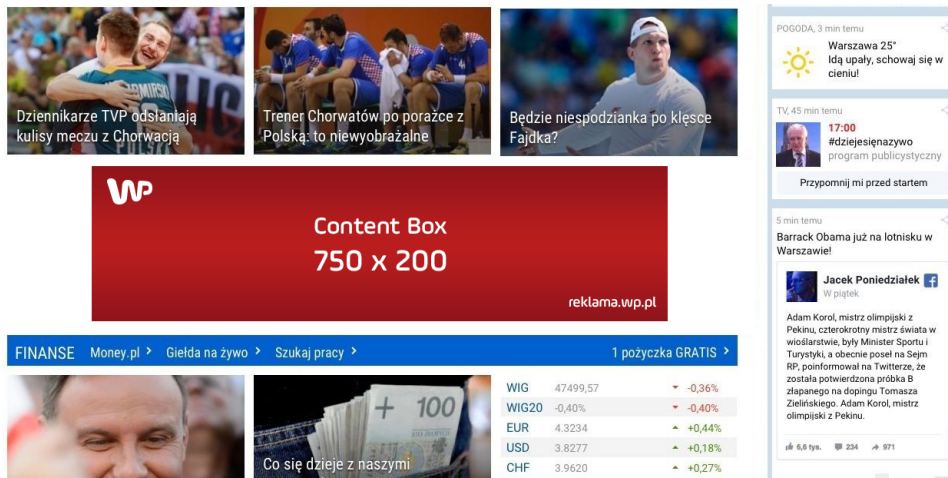 Dziennikarze TVP odsłaniają
kulisy meczu z Chorwacją
Trener Chorwatów po porażce z
Polską: to niewyobrażalne
Będzie niespodzianka po klęsce
Fajdka?
WP
Content Box
750 x 200
reklama.wp.pl
FINANSE Money.pl > Giełda na żywo > Szukaj pracy > 1 pożyczka GRATIS >
+ 100
Co się dzieje z naszymi
WIG 47499,57 -0,36%
WIG20 -0,40% -0,40%
EUR 4.3234 +0,44%
USD 3.8277 +0,18%
CHF 3.9620 +0,27%
POGODA, 3 min temu
Warszawa 25°
Idą upały, schowaj się w
cieniu!
TV, 45 min temu
17:00
#dziejesięnazywo
program publicystyczny
Przypomnij mi przed startem
5 min temu
Barrack Obama już na lotnisku w
Warszawie!
Jacek Poniedziałek
W piątek
Adam Korol, mistrz olimpijski z
Pekinu, czterokrotny mistrz świata w
wioślarstwie, były Minister Sportu i
Turystyki, a obecnie poseł na Sejm
RP, poinformował na Twitterze, że
została potwierdzona próbka B
złapanego na dopingu Tomasza
Zielińskiego. Adam Korol, mistrz
olimpijski z Pekinu.
6,6 tys. 234 971